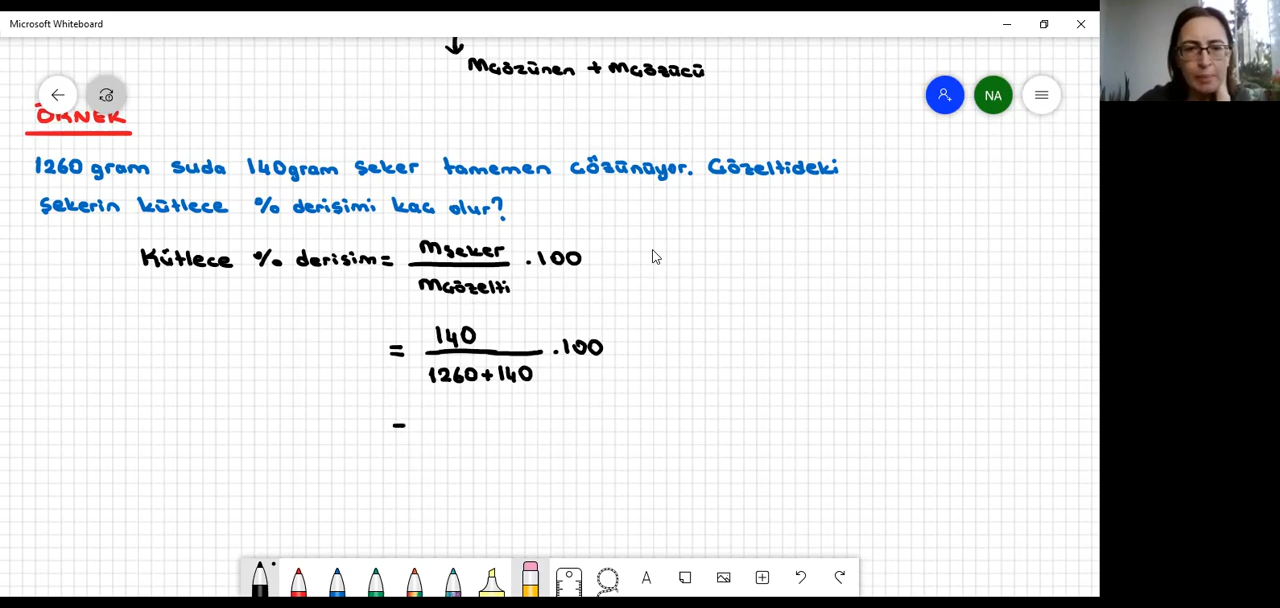 Microsoft Whiteboard
mçözünen + mçözücü
NA
ÖRNEK
1260 gram suda 140gram şeker tamemen çözünüyor. Çözeltideki
şekerin kütlece % derişimi kaç olur?
Kütlece % derişim = mşeker / mçözelti . 100
= 140 / 1260+140 . 100
-
A